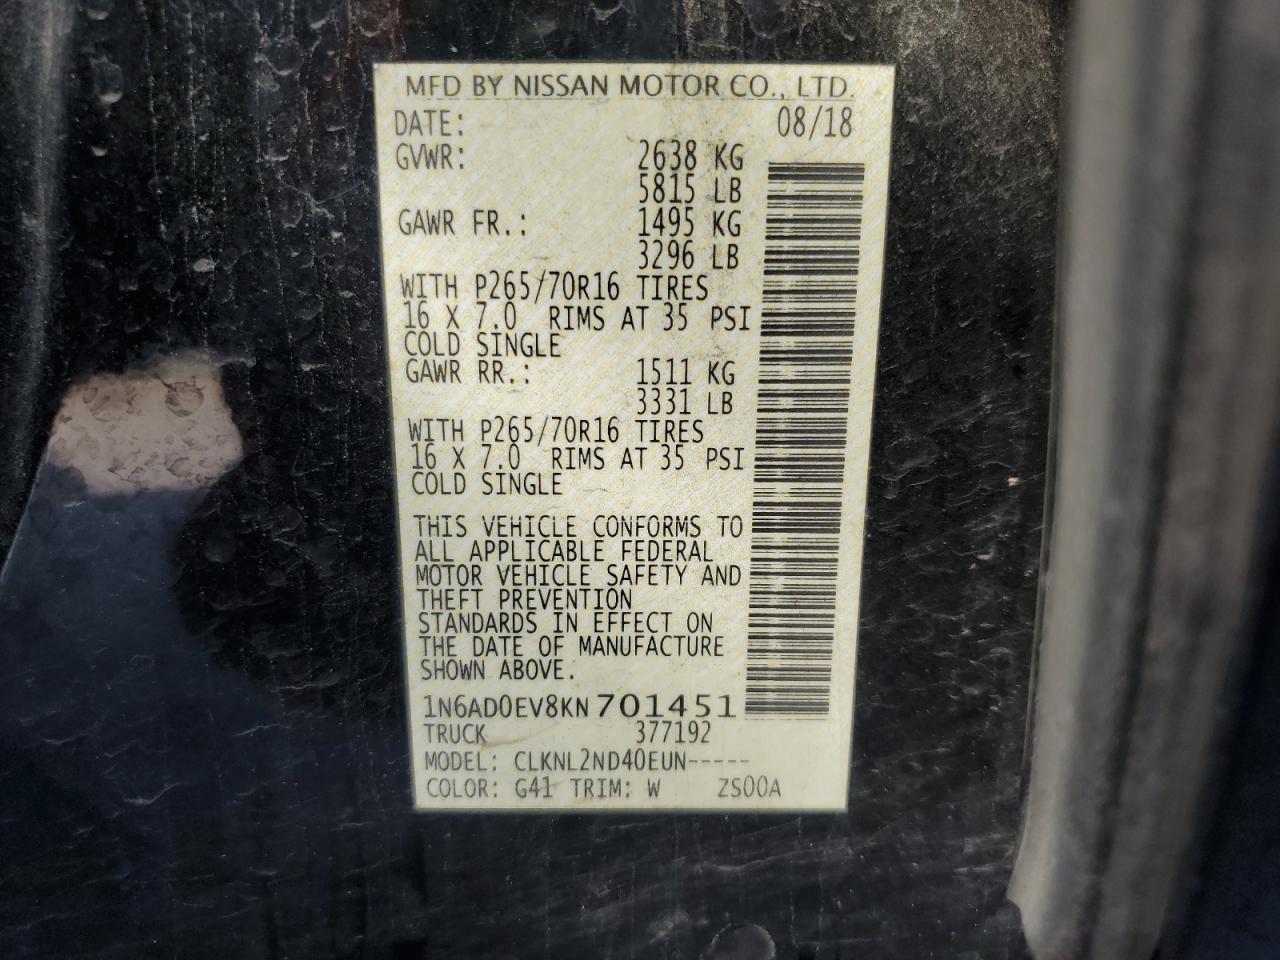 MFD BY NISSAN MOTOR CO., LTD.
DATE: 08/18
GVWR: 2638 KG
5815 LB
GAWR FR.: 1495 KG
3296 LB
WITH P265/70R16 TIRES
16 X 7.0 RIMS AT 35 PSI
COLD SINGLE
GAWR RR.: 1511 KG
3331 LB
WITH P265/70R16 TIRES
16 X 7.0 RIMS AT 35 PSI
COLD SINGLE
THIS VEHICLE CONFORMS TO
ALL APPLICABLE FEDERAL
MOTOR VEHICLE SAFETY AND
THEFT PREVENTION
STANDARDS IN EFFECT ON
THE DATE OF MANUFACTURE
SHOWN ABOVE.
1N6AD0EV8KN701451
TRUCK 377192
MODEL: CLKNL2ND40EUN-----
COLOR: G41 TRIM: W ZS00A